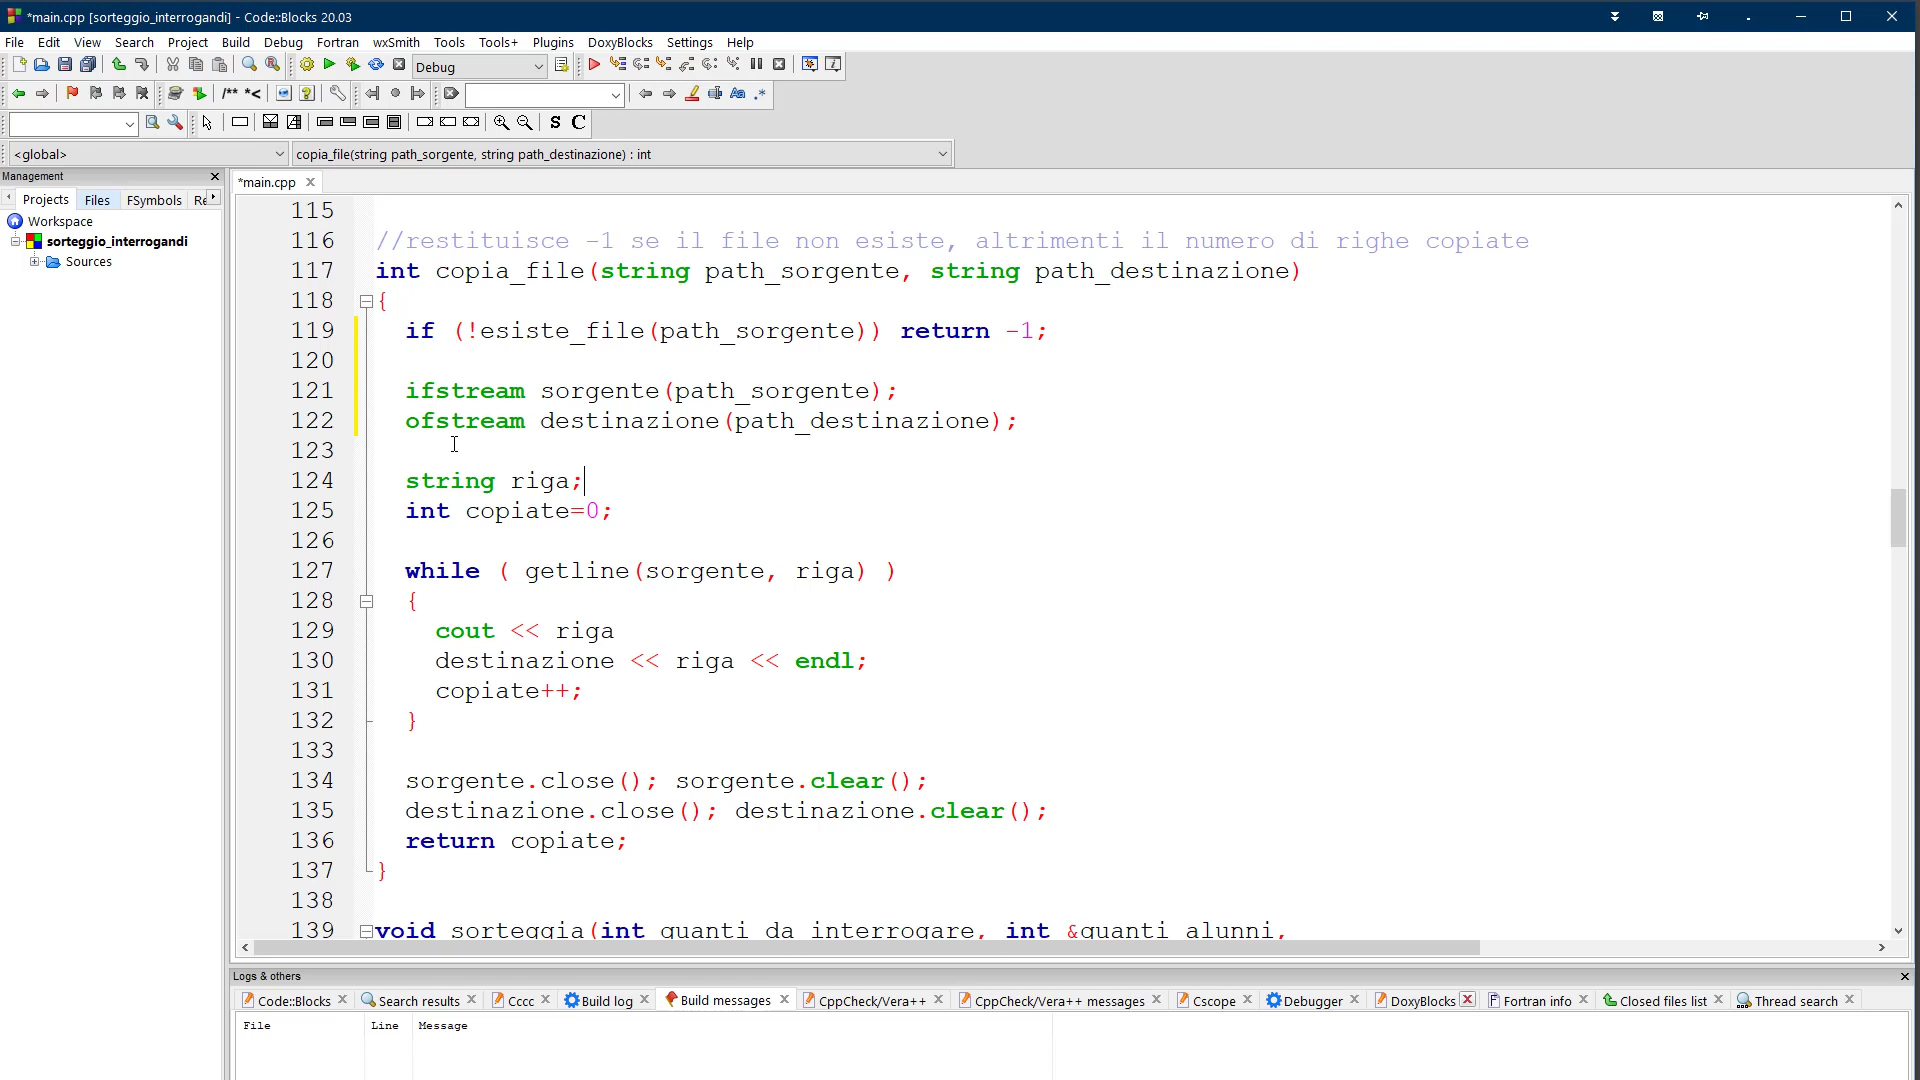 *main.cpp [sorteggio_interrogandi] - Code::Blocks 20.03
File Edit View Search Project Build Debug Fortran wxSmith Tools Tools+ Plugins DoxyBlocks Settings Help
Debug
/** *<
Aa .*
S C
<global>
copia_file(string path_sorgente, string path_destinazione) : int
Management
Projects Files FSymbols Re
Workspace
sorteggio_interrogandi
Sources
*main.cpp
115
116 //restituisce -1 se il file non esiste, altrimenti il numero di righe copiate
117 int copia_file(string path_sorgente, string path_destinazione)
118 {
119 if (!esiste_file(path_sorgente)) return -1;
120
121 ifstream sorgente(path_sorgente);
122 ofstream destinazione(path_destinazione);
123
124 string riga;
125 int copiate=0;
126
127 while ( getline(sorgente, riga) )
128 {
129 cout << riga
130 destinazione << riga << endl;
131 copiate++;
132 }
133
134 sorgente.close(); sorgente.clear();
135 destinazione.close(); destinazione.clear();
136 return copiate;
137 }
138
139 void sorteggia(int quanti_da_interrogare, int &quanti_alunni,
Logs & others
Code::Blocks Search results Cccc Build log Build messages CppCheck/Vera++ CppCheck/Vera++ messages Cscope Debugger DoxyBlocks Fortran info Closed files list Thread search
File Line Message